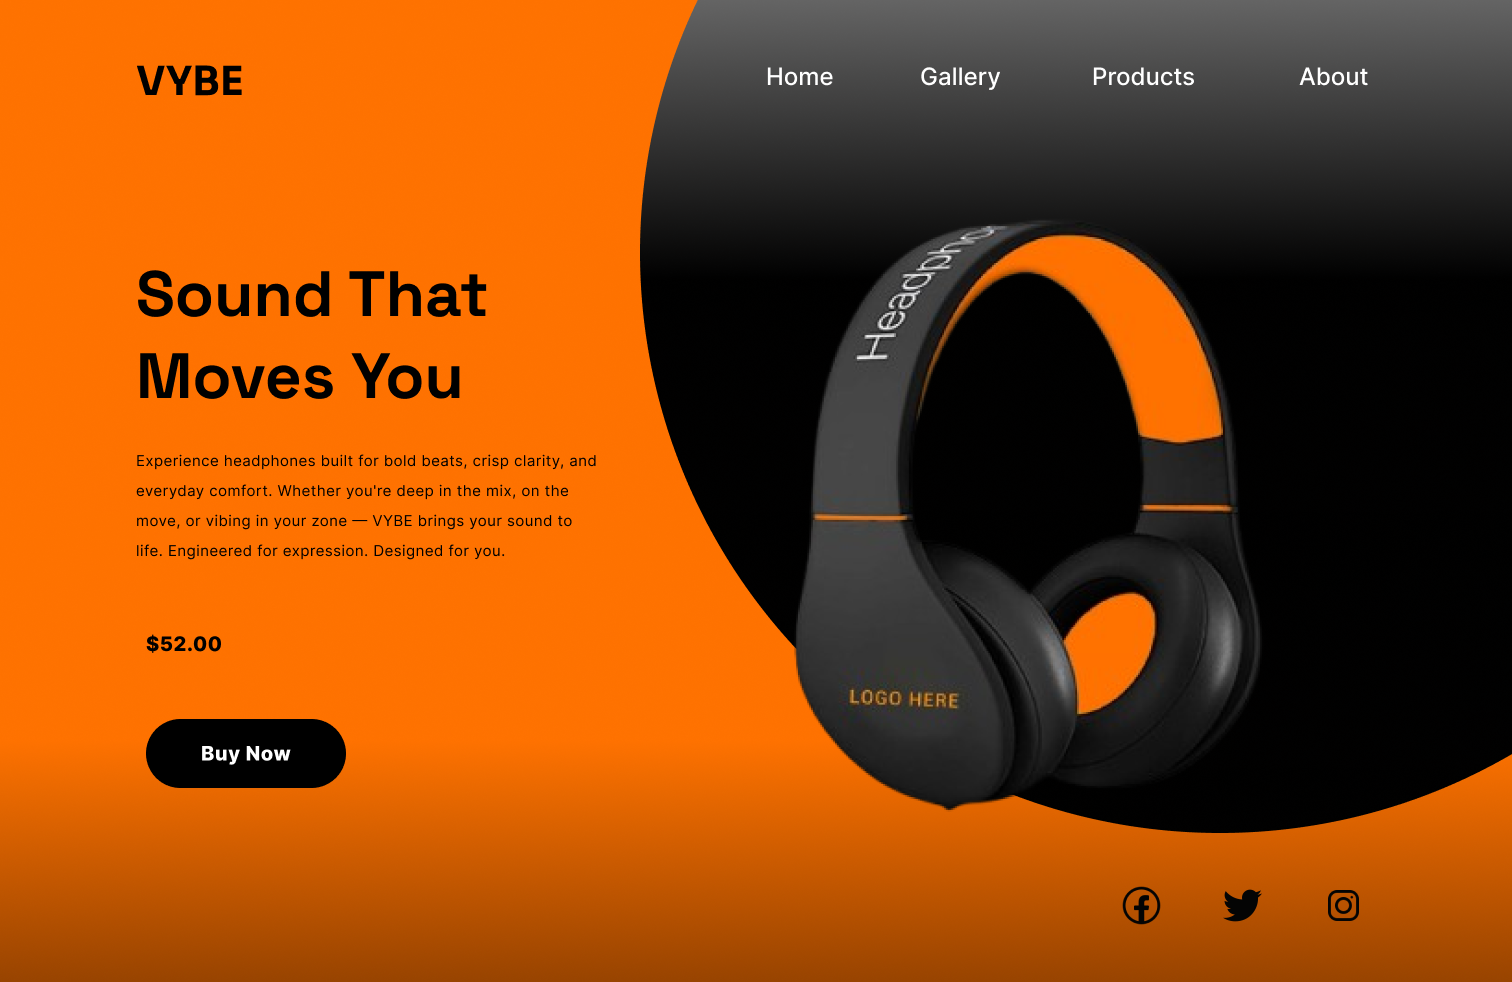 VYBE
Home Gallery Products About
Sound That
Moves You
Experience headphones built for bold beats, crisp clarity, and
everyday comfort. Whether you're deep in the mix, on the
move, or vibing in your zone — VYBE brings your sound to
life. Engineered for expression. Designed for you.
$52.00
Buy Now
LOGO HERE